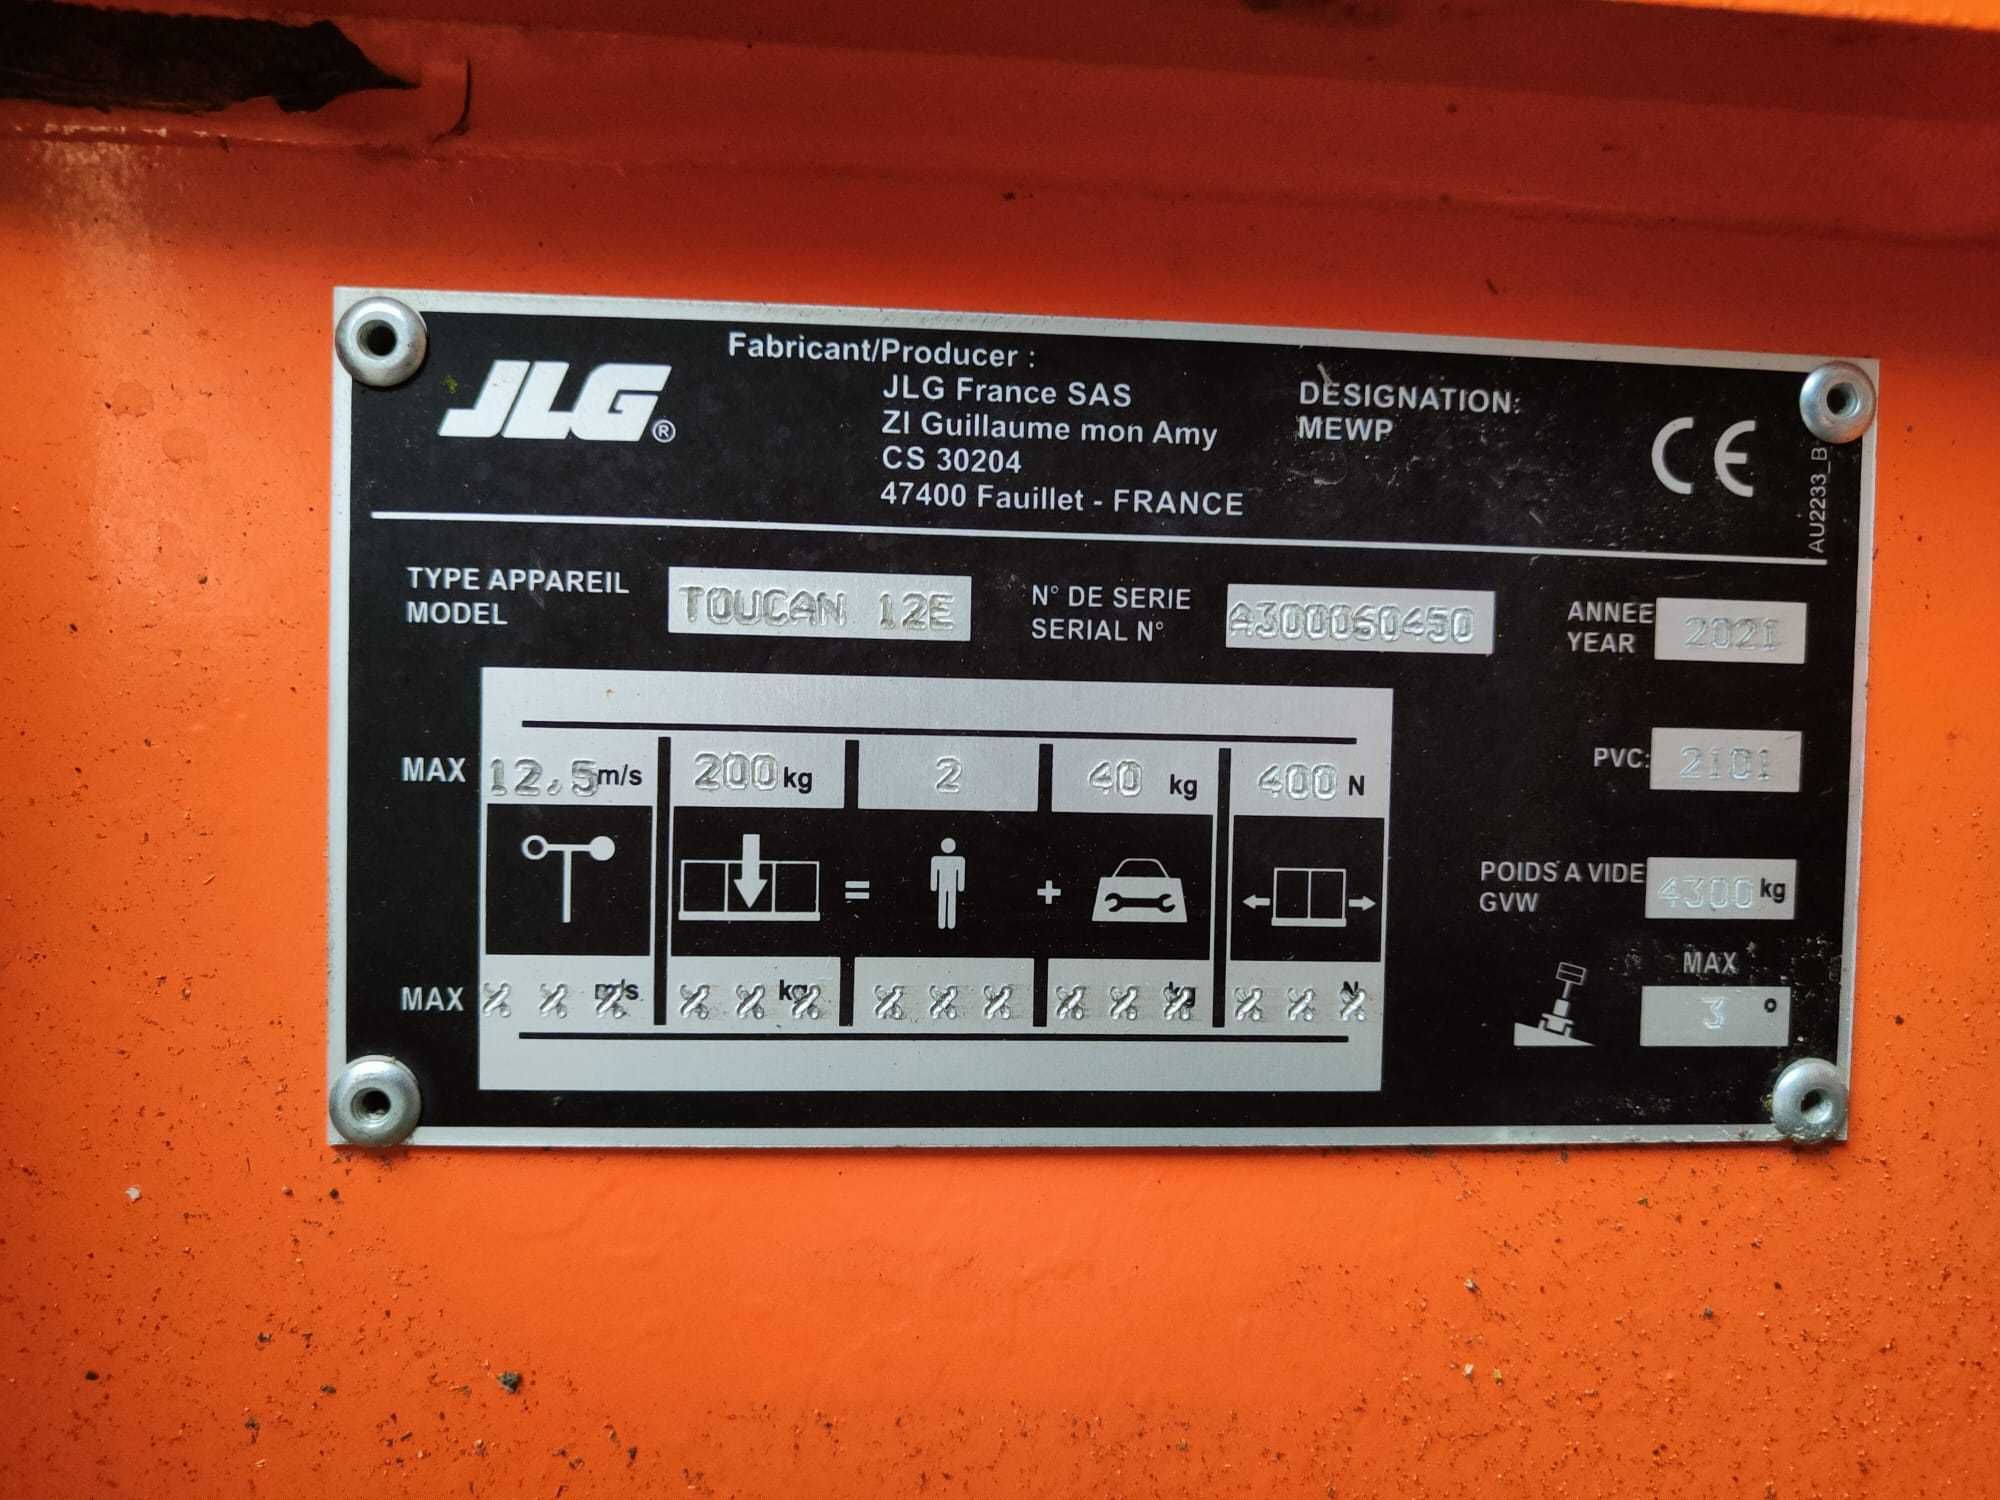 JLG®
Fabricant/Producer :
JLG France SAS
ZI Guillaume mon Amy
CS 30204
47400 Fauillet - FRANCE
DESIGNATION:
MEWP
CE
AU2233_B
TYPE APPAREIL
MODEL
TOUCAN 12E
N° DE SERIE
SERIAL N°
A300060450
ANNEE
YEAR
2021
MAX 12,5 m/s 200 kg 2 40 kg 400 N
= +
MAX X X X m/s X X X kg X X X X X X kg X X X N
PVC: 2101
POIDS A VIDE
GVW
4300 kg
MAX
3 °